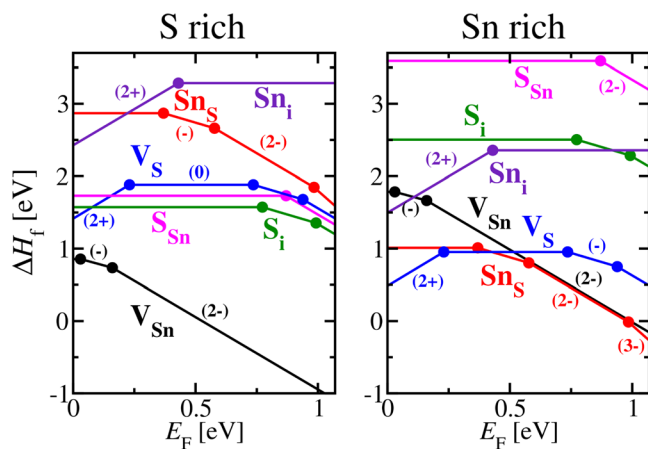 S rich
Sn rich
ΔH_f [eV]
3
2
1
0
-1
0
0.5
1
E_F [eV]
(2+)
Sn_S
Sn_i
(-)
(2-)
V_S
(0)
(2+)
S_Sn
S_i
(-)
V_Sn
(2-)
3
2
1
0
-1
0
0.5
1
E_F [eV]
S_Sn
(2-)
S_i
(2+)
Sn_i
(-)
V_Sn
V_S
(-)
(2+)
Sn_S
(2-)
(2-)
(3-)